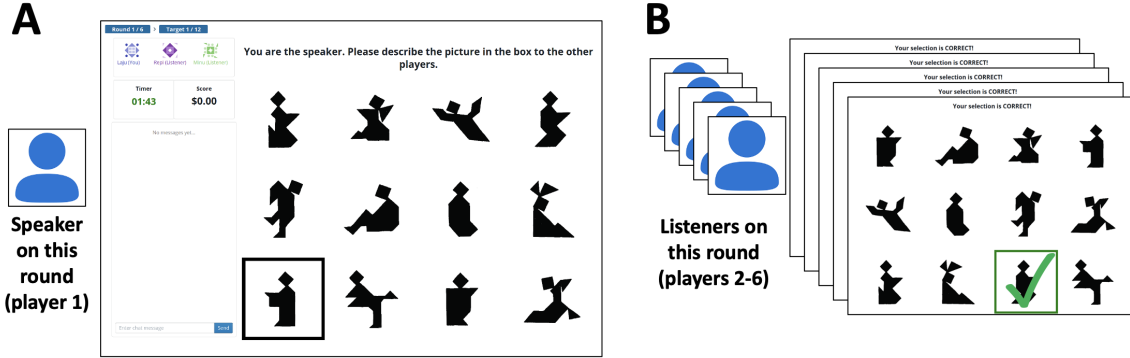 A
Round 1 / 6
Target 1 / 12
Laju (You)
Repi (Listener)
Minu (Listener)
You are the speaker. Please describe the picture in the box to the other
players.
Timer
01:43
Score
$0.00
No messages yet...
Enter chat message
Send
Speaker
on this
round
(player 1)
B
Your selection is CORRECT!
Your selection is CORRECT!
Your selection is CORRECT!
Your selection is CORRECT!
Your selection is CORRECT!
Listeners on
this round
(players 2-6)